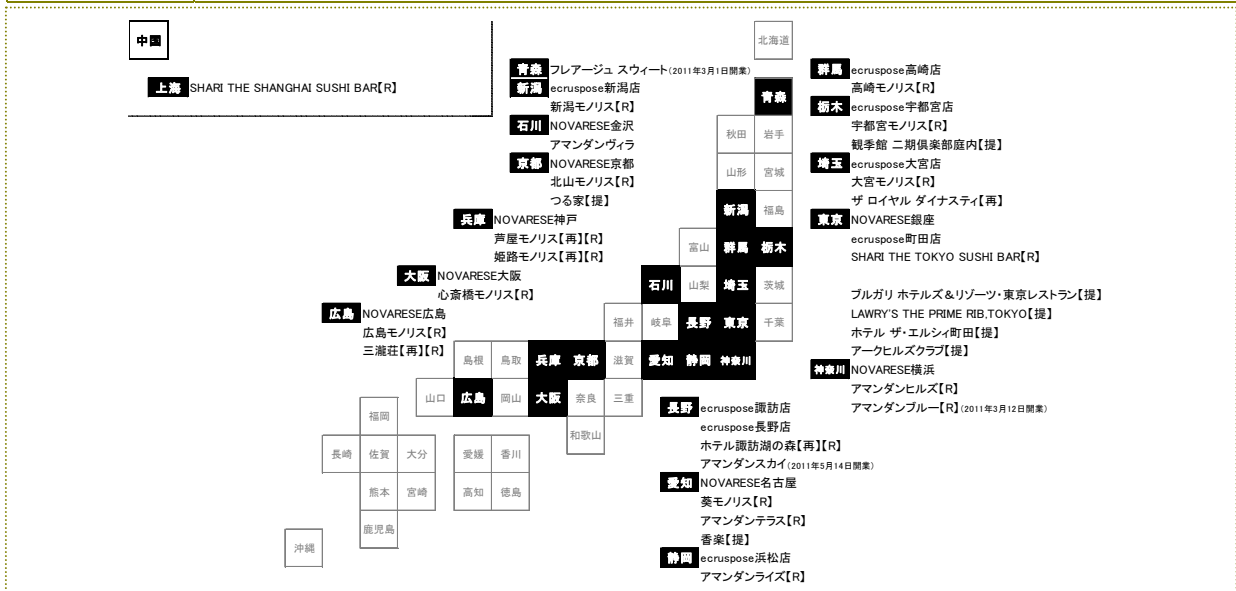 中国
上海 SHARI THE SHANGHAI SUSHI BAR【R】
青森 フレアージュ スウィート(2011年3月1日開業)
新潟 ecruspose新潟店
新潟モノリス【R】
石川 NOVARESE金沢
アマンダンヴィラ
京都 NOVARESE京都
北山モノリス【R】
つる家【提】
兵庫 NOVARESE神戸
芦屋モノリス【再】【R】
姫路モノリス【再】【R】
大阪 NOVARESE大阪
心斎橋モノリス【R】
広島 NOVARESE広島
広島モノリス【R】
三瀧荘【再】【R】
群馬 ecruspose高崎店
高崎モノリス【R】
栃木 ecruspose宇都宮店
宇都宮モノリス【R】
観季館 二期倶楽部庭内【提】
埼玉 ecruspose大宮店
大宮モノリス【R】
ザ ロイヤル ダイナスティ【再】
東京 NOVARESE銀座
ecruspose町田店
SHARI THE TOKYO SUSHI BAR【R】
ブルガリ ホテルズ＆リゾーツ・東京レストラン【提】
LAWRY'S THE PRIME RIB,TOKYO【提】
ホテル ザ・エルシィ町田【提】
アークヒルズクラブ【提】
神奈川 NOVARESE横浜
アマンダンヒルズ【R】
アマンダンブルー【R】(2011年3月12日開業)
長野 ecruspose諏訪店
ecruspose長野店
ホテル諏訪湖の森【再】【R】
アマンダンスカイ(2011年5月14日開業)
愛知 NOVARESE名古屋
葵モノリス【R】
アマンダンテラス【R】
香楽【提】
静岡 ecruspose浜松店
アマンダンライズ【R】
北海道
青森
秋田 岩手
山形 宮城
新潟 福島
富山 群馬 栃木
石川 山梨 埼玉 茨城
福井 岐阜 長野 東京 千葉
島根 鳥取 兵庫 京都 滋賀 愛知 静岡 神奈川
山口 広島 岡山 大阪 奈良 三重
福岡 和歌山
長崎 佐賀 大分 愛媛 香川
熊本 宮崎 高知 徳島
鹿児島
沖縄